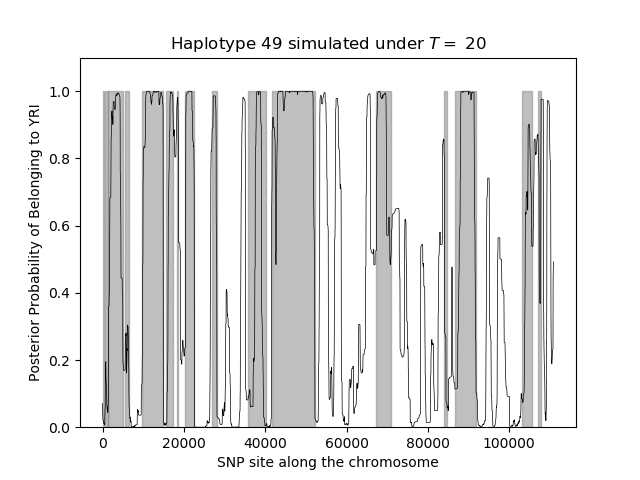 Haplotype 49 simulated under T = 20
Posterior Probability of Belonging to YRI
1.0
0.8
0.6
0.4
0.2
0.0
0 20000 40000 60000 80000 100000
SNP site along the chromosome